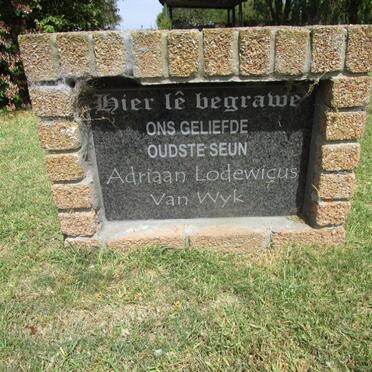 Hier lê begrawe
ONS GELIEFDE
OUDSTE SEUN
Adriaan Lodewicus
Van Wyk